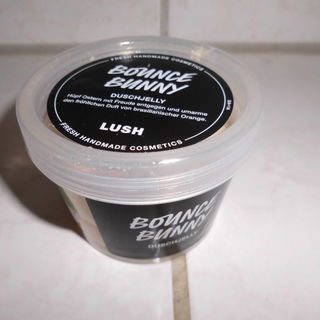 FRESH HANDMADE COSMETICS
BOUNCE
BUNNY
DUSCHJELLY
Hüpf Ostern mit Freude entgegen und umarme
den fröhlichen Duft von brasilianischer Orange.
LUSH
FRESH HANDMADE COSMETICS
BOUNCE
BUNNY
DUSCHJELLY